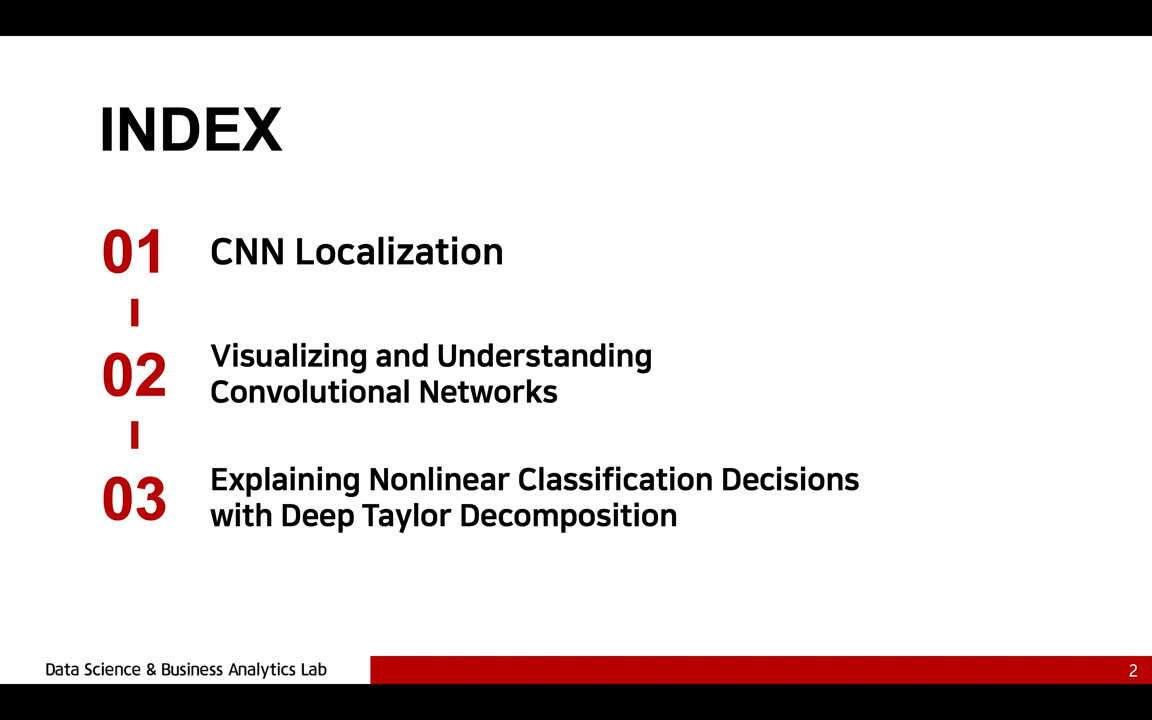 INDEX
01
CNN Localization
02
Visualizing and Understanding
Convolutional Networks
03
Explaining Nonlinear Classification Decisions
with Deep Taylor Decomposition
Data Science & Business Analytics Lab
2